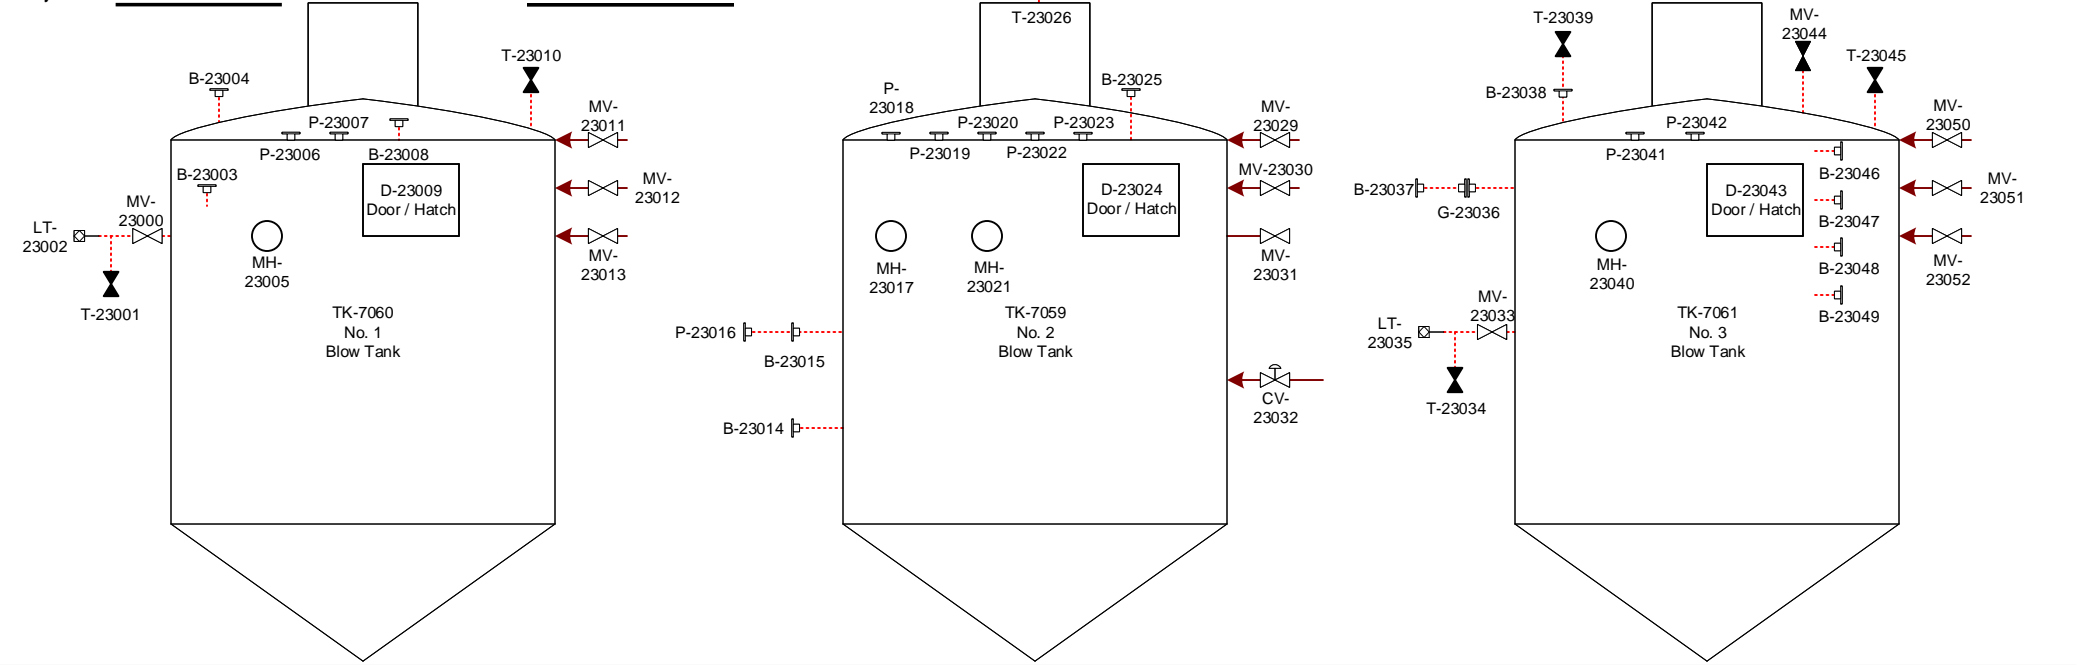 T-23010
B-23004
MV-
23011
P-23007
P-23006
B-23008
B-23003
D-23009
Door / Hatch
MV-
23012
MV-
23000
LT-
23002
MH-
23005
MV-
23013
T-23001
TK-7060
No. 1
Blow Tank
T-23026
B-23025
P-
23018
P-23020
P-23023
MV-
23029
P-23019
P-23022
MV-23030
D-23024
Door / Hatch
MH-
23017
MH-
23021
MV-
23031
TK-7059
No. 2
Blow Tank
P-23016
B-23015
CV-
23032
B-23014
T-23039
MV-
23044
T-23045
B-23038
MV-
23050
P-23042
P-23041
B-23046
B-23037
G-23036
D-23043
Door / Hatch
MV-
23051
B-23047
MH-
23040
B-23048
MV-
23052
MV-
23033
LT-
23035
TK-7061
No. 3
Blow Tank
B-23049
T-23034